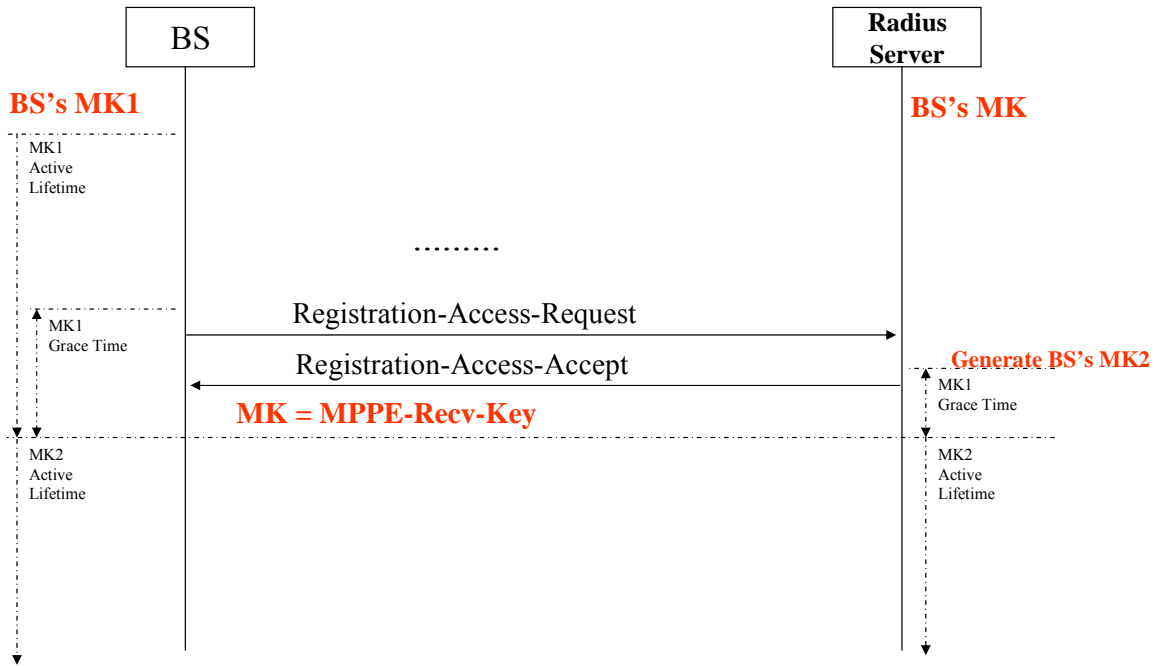 BS
Radius
Server
BS's MK1
BS's MK
MK1
Active
Lifetime
.........
Registration-Access-Request
MK1
Grace Time
Registration-Access-Accept
Generate BS's MK2
MK1
Grace Time
MK = MPPE-Recv-Key
MK2
Active
Lifetime
MK2
Active
Lifetime